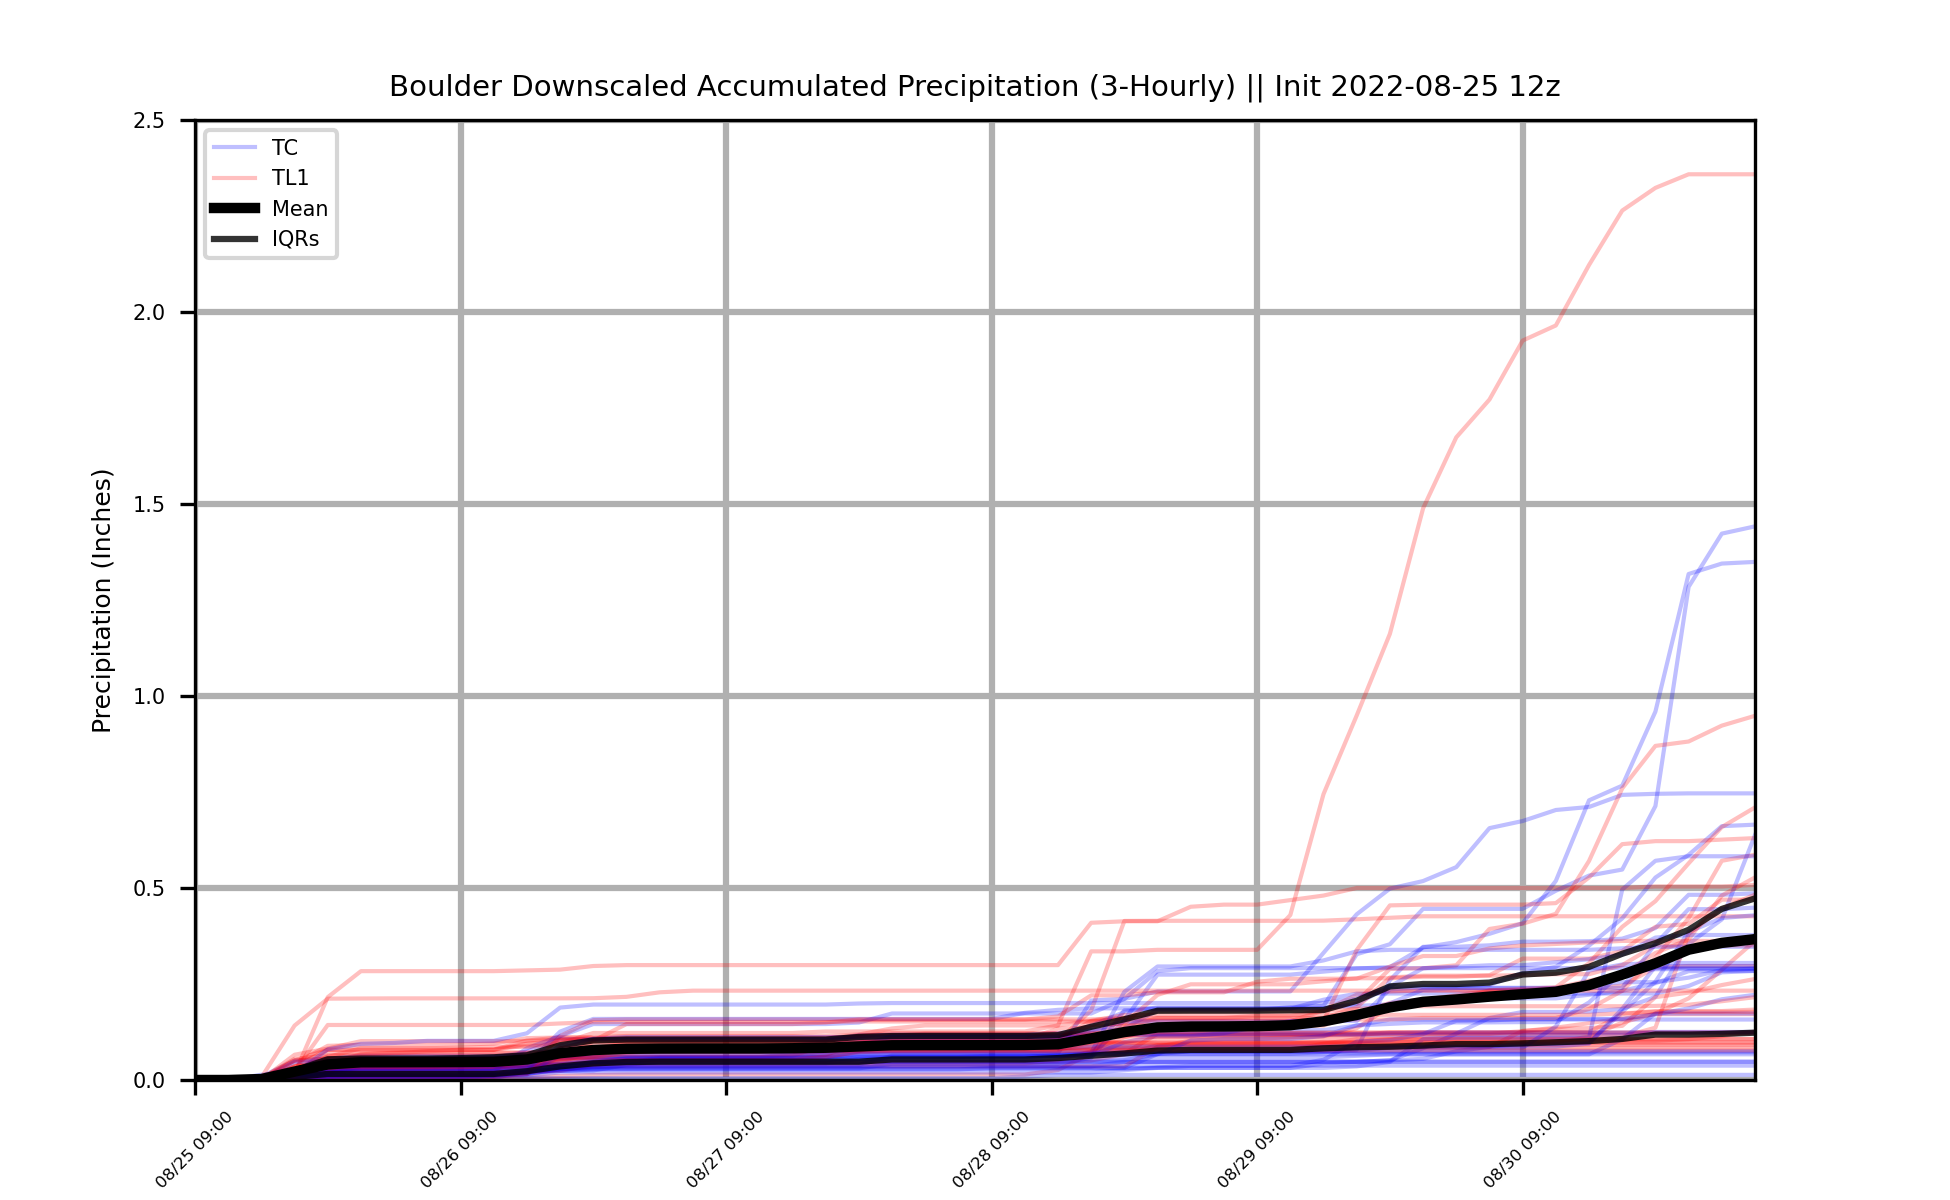 Boulder Downscaled Accumulated Precipitation (3-Hourly) || Init 2022-08-25 12z
2.5
2.0
1.5
1.0
0.5
0.0
Precipitation (Inches)
TC
TL1
Mean
IQRs
08/25 09:00
08/26 09:00
08/27 09:00
08/28 09:00
08/29 09:00
08/30 09:00